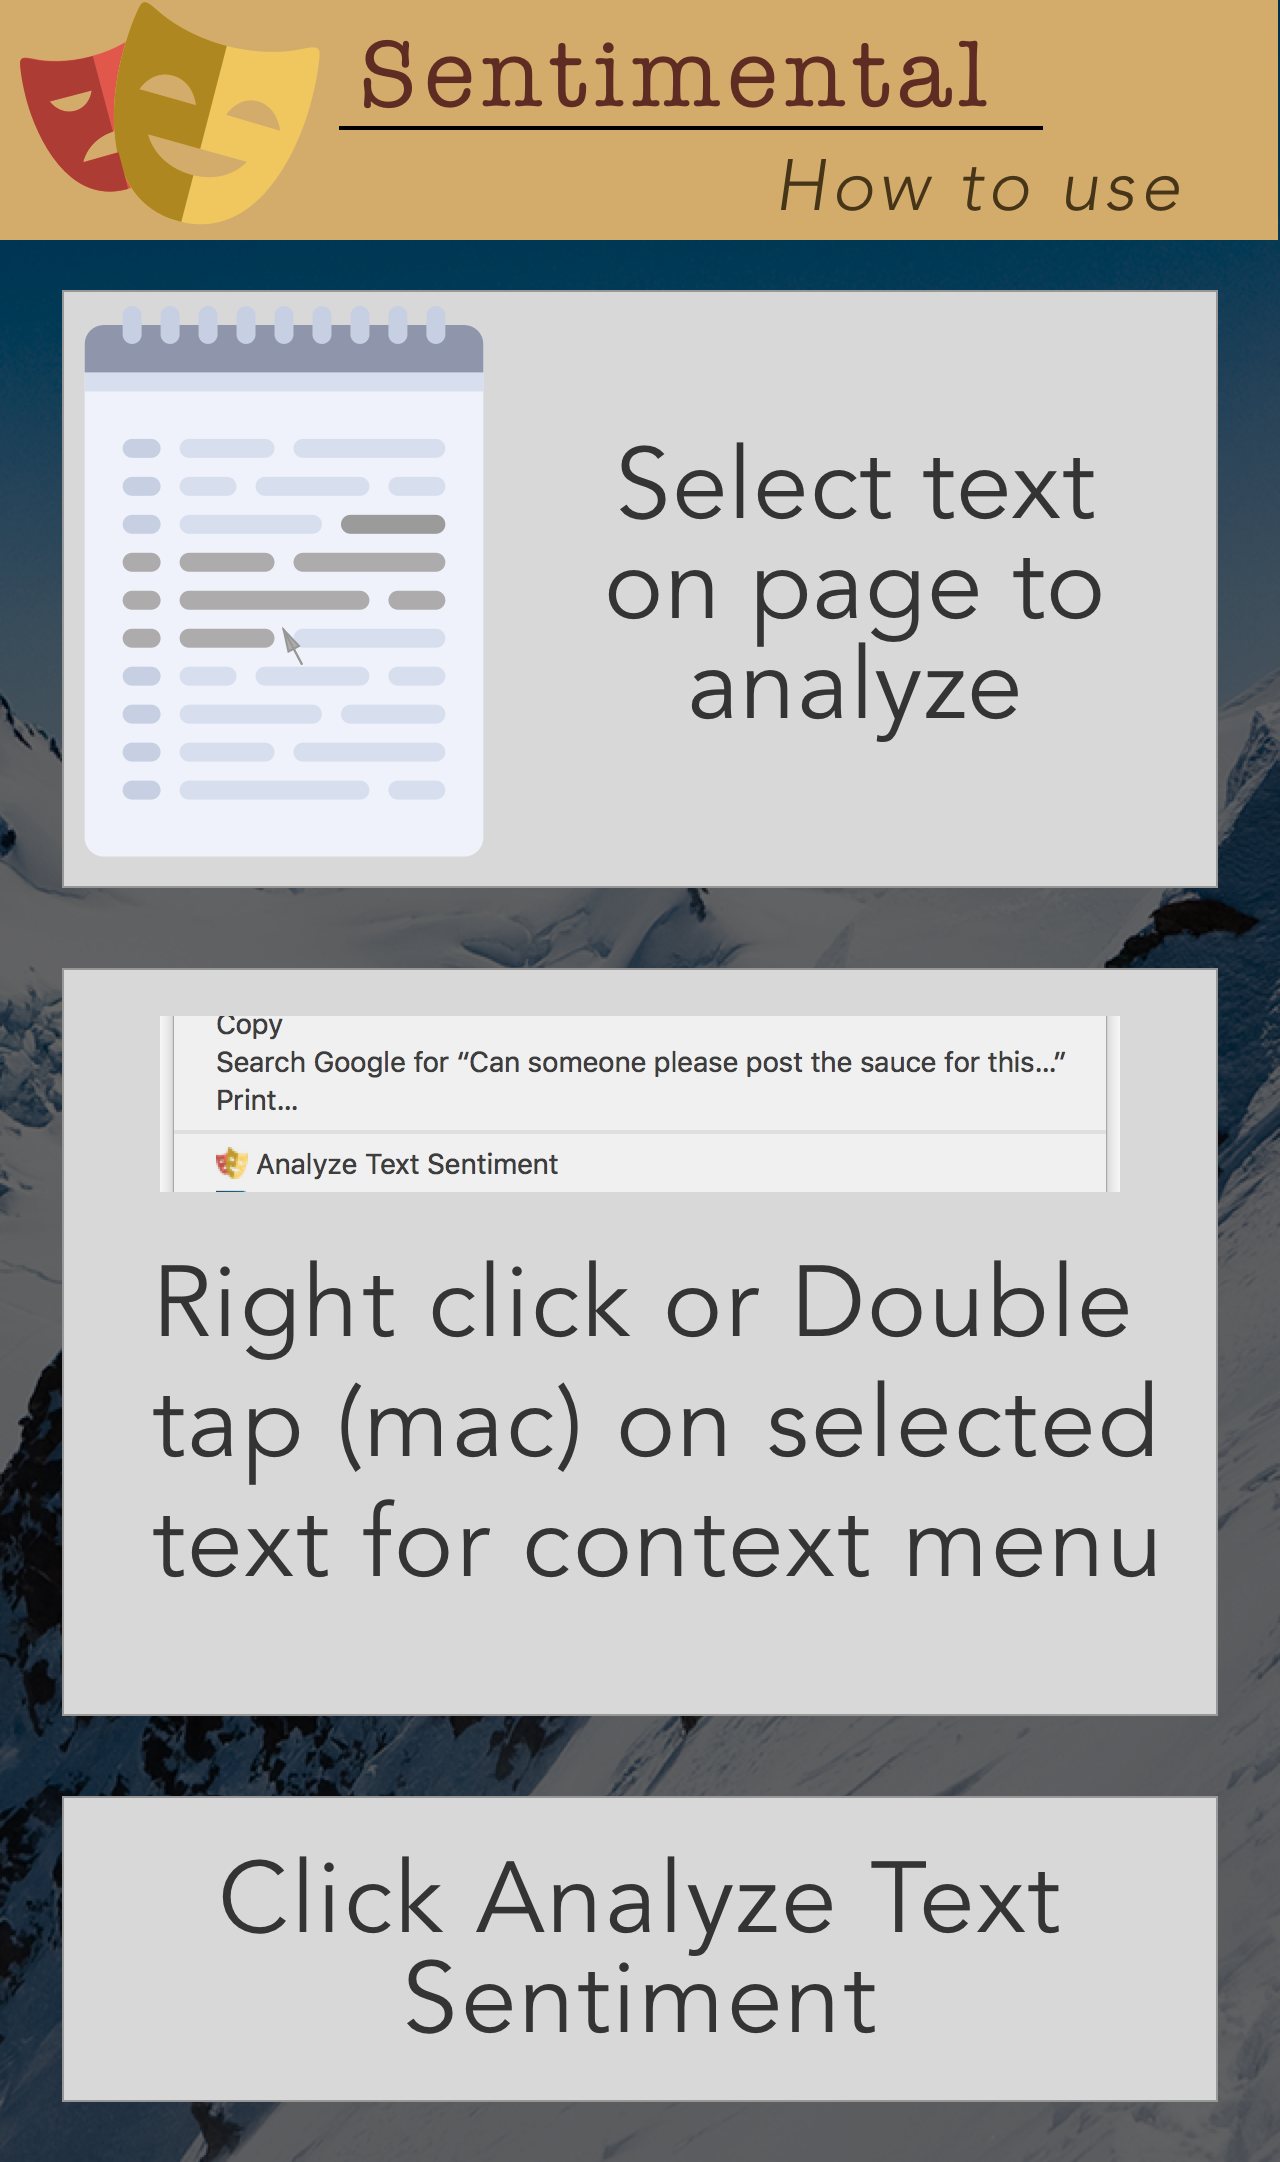 Sentimental
How to use
Select text
on page to
analyze
Copy
Search Google for “Can someone please post the sauce for this...”
Print...
Analyze Text Sentiment
Right click or Double
tap (mac) on selected
text for context menu
Click Analyze Text
Sentiment